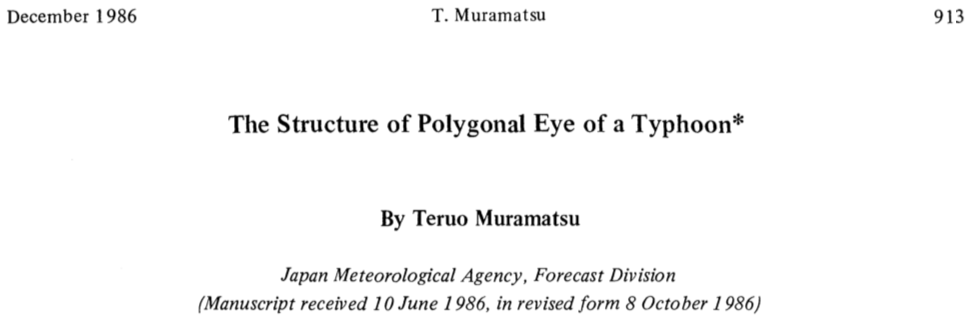 December 1986 T. Muramatsu 913
The Structure of Polygonal Eye of a Typhoon*
By Teruo Muramatsu
Japan Meteorological Agency, Forecast Division
(Manuscript received 10 June 1986, in revised form 8 October 1986)